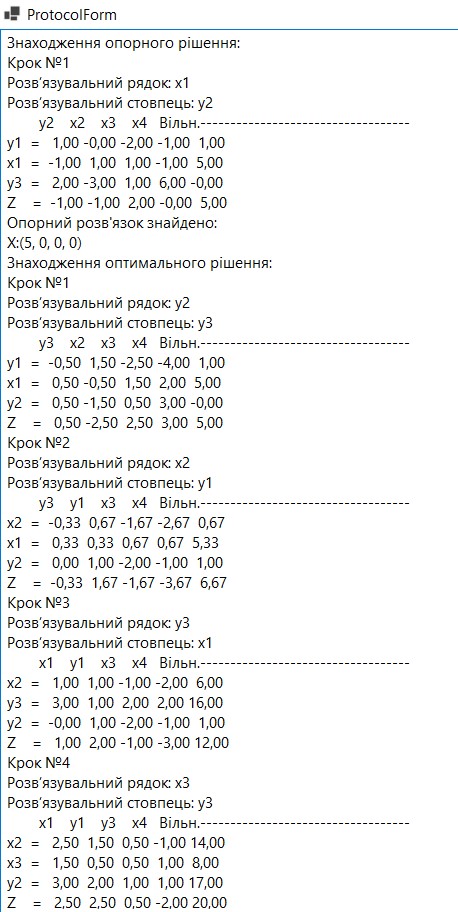 ProtocolForm
Знаходження опорного рішення:
Крок №1
Розв'язувальний рядок: x1
Розв'язувальний стовпець: y2
y2 x2 x3 x4 Вільн.-----------------------------------
y1 = 1,00 -0,00 -2,00 -1,00 1,00
x1 = -1,00 1,00 1,00 -1,00 5,00
y3 = 2,00 -3,00 1,00 6,00 -0,00
Z = -1,00 -1,00 2,00 -0,00 5,00
Опорний розв'язок знайдено:
X:(5, 0, 0, 0)
Знаходження оптимального рішення:
Крок №1
Розв'язувальний рядок: y2
Розв'язувальний стовпець: y3
y3 x2 x3 x4 Вільн.-----------------------------------
y1 = -0,50 1,50 -2,50 -4,00 1,00
x1 = 0,50 -0,50 1,50 2,00 5,00
y2 = 0,50 -1,50 0,50 3,00 -0,00
Z = 0,50 -2,50 2,50 3,00 5,00
Крок №2
Розв'язувальний рядок: x2
Розв'язувальний стовпець: y1
y3 y1 x3 x4 Вільн.-----------------------------------
x2 = -0,33 0,67 -1,67 -2,67 0,67
x1 = 0,33 0,33 0,67 0,67 5,33
y2 = 0,00 1,00 -2,00 -1,00 1,00
Z = -0,33 1,67 -1,67 -3,67 6,67
Крок №3
Розв'язувальний рядок: y3
Розв'язувальний стовпець: x1
x1 y1 x3 x4 Вільн.-----------------------------------
x2 = 1,00 1,00 -1,00 -2,00 6,00
y3 = 3,00 1,00 2,00 2,00 16,00
y2 = -0,00 1,00 -2,00 -1,00 1,00
Z = 1,00 2,00 -1,00 -3,00 12,00
Крок №4
Розв'язувальний рядок: x3
Розв'язувальний стовпець: y3
x1 y1 y3 x4 Вільн.-----------------------------------
x2 = 2,50 1,50 0,50 -1,00 14,00
x3 = 1,50 0,50 0,50 1,00 8,00
y2 = 3,00 2,00 1,00 1,00 17,00
Z = 2,50 2,50 0,50 -2,00 20,00